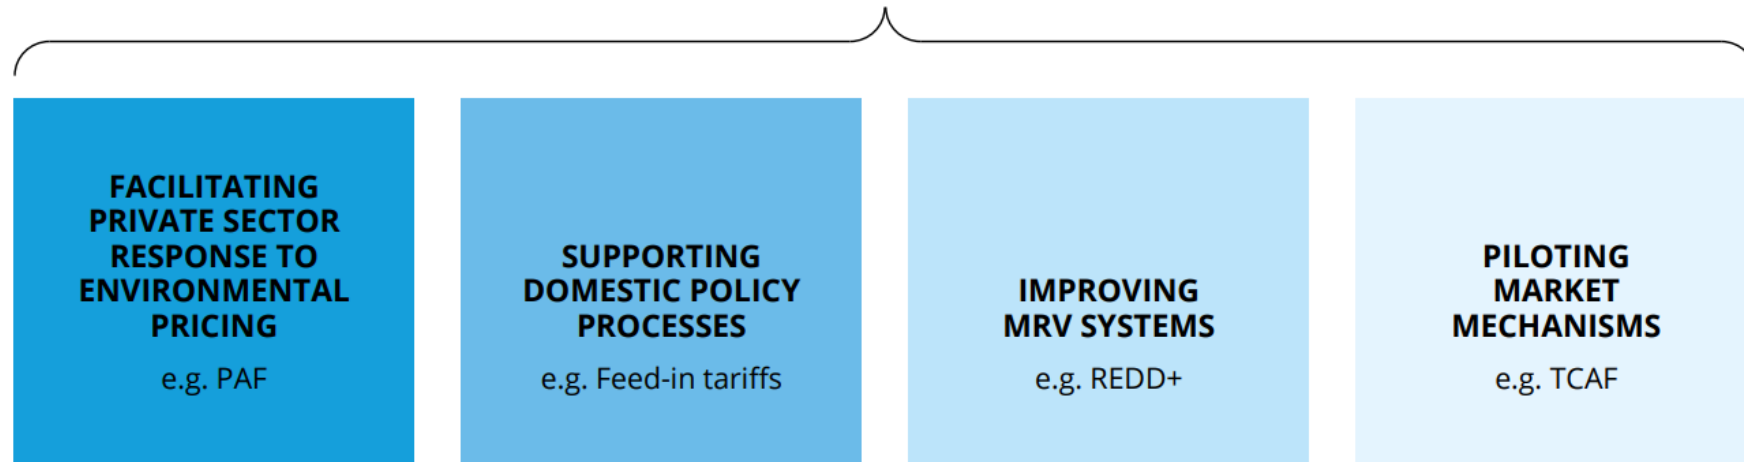 FACILITATING
PRIVATE SECTOR
RESPONSE TO
ENVIRONMENTAL
PRICING
e.g. PAF
SUPPORTING
DOMESTIC POLICY
PROCESSES
e.g. Feed-in tariffs
IMPROVING
MRV SYSTEMS
e.g. REDD+
PILOTING
MARKET
MECHANISMS
e.g. TCAF